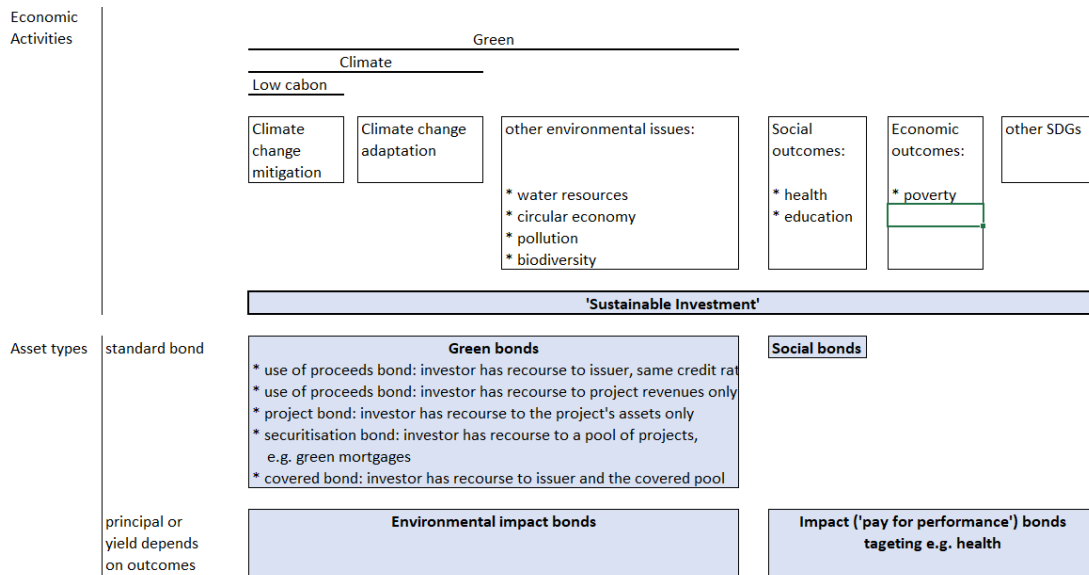 Economic
Activities
Green
Climate
Low cabon
Climate
change
mitigation
Climate change
adaptation
other environmental issues:
* water resources
* circular economy
* pollution
* biodiversity
Social
outcomes:
* health
* education
Economic
outcomes:
* poverty
other SDGs
'Sustainable Investment'
Asset types
standard bond
Green bonds
* use of proceeds bond: investor has recourse to issuer, same credit rat
* use of proceeds bond: investor has recourse to project revenues only
* project bond: investor has recourse to the project's assets only
* securitisation bond: investor has recourse to a pool of projects,
e.g. green mortgages
* covered bond: investor has recourse to issuer and the covered pool
Social bonds
principal or
yield depends
on outcomes
Environmental impact bonds
Impact ('pay for performance') bonds
tageting e.g. health